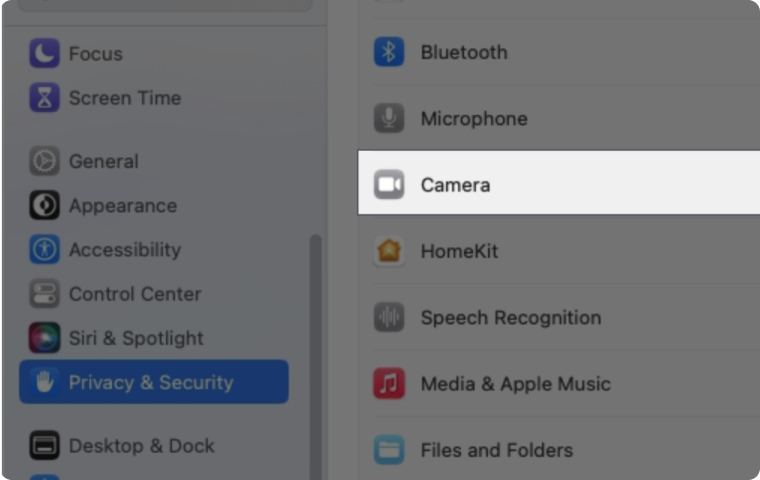 Focus
Screen Time
General
Appearance
Accessibility
Control Center
Siri & Spotlight
Privacy & Security
Desktop & Dock
Bluetooth
Microphone
Camera
HomeKit
Speech Recognition
Media & Apple Music
Files and Folders